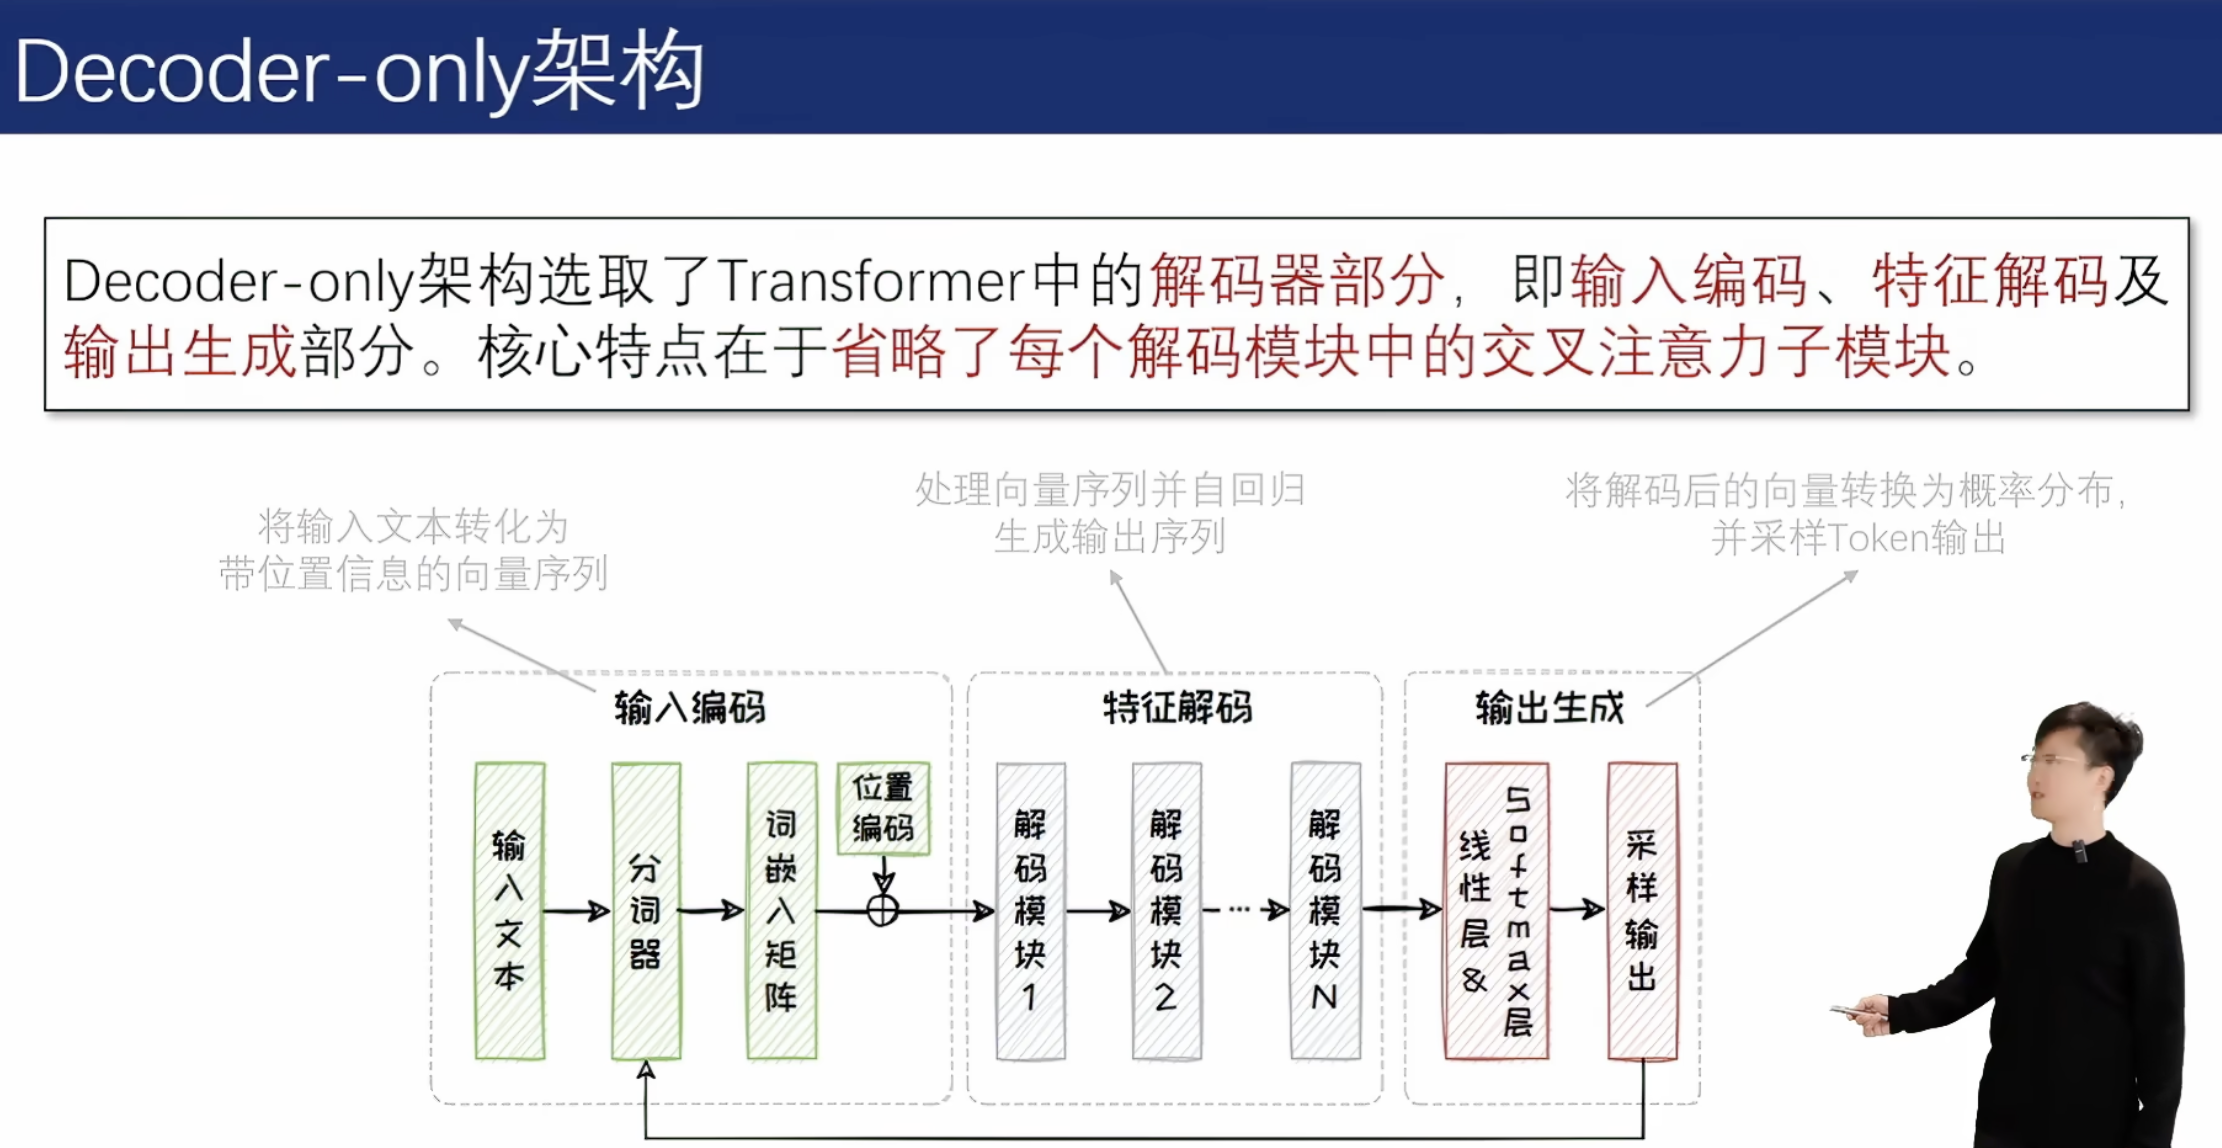 Decoder-only架构
Decoder-only架构选取了Transformer中的解码器部分，即输入编码、特征解码及
输出生成部分。核心特点在于省略了每个解码模块中的交叉注意力子模块。
将输入文本转化为
带位置信息的向量序列
处理向量序列并自回归
生成输出序列
将解码后的向量转换为概率分布，
并采样Token输出
输入编码
输入文本
分词器
词嵌入矩阵
位置
编码
特征解码
解码模块1
解码模块2
...
解码模块N
输出生成
线性层&
Softmax层
采样输出